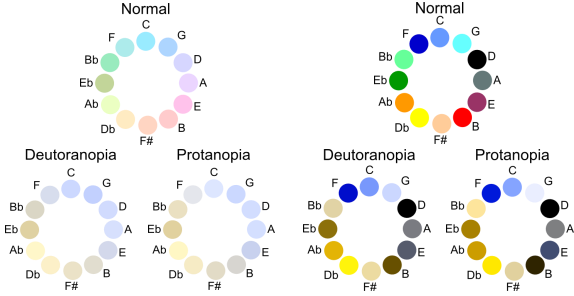 Normal
C
F G
Bb D
Eb A
Ab E
Db B
F#
Normal
C
F G
Bb D
Eb A
Ab E
Db B
F#
Deutoranopia
C
F G
Bb D
Eb A
Ab E
Db B
F#
Protanopia
C
F G
Bb D
Eb A
Ab E
Db B
F#
Deutoranopia
C
F G
Bb D
Eb A
Ab E
Db B
F#
Protanopia
C
F G
Bb D
Eb A
Ab E
Db B
F#